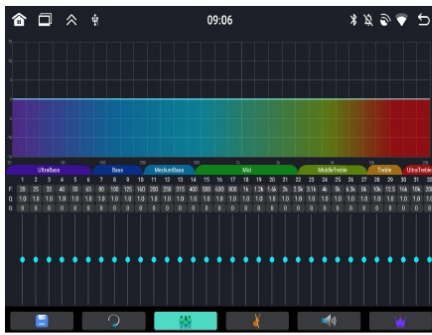 09:06
UltraBass Bass MediumBass Mid MiddleTreble Treble UltraTreble
1 2 3 4 5 6 7 8 9 10 11 12 13 14 15 16 17 18 19 20 21 22 23 24 25 26 27 28 29 30 31 32
F: 20 25 32 40 50 63 80 100 125 160 200 250 315 400 500 630 800 1k 1.2k 1.6k 2k 2.5k 3.1k 4k 5k 6.3k 8k 10k 12.5 16k 20k
Q: 1.0 1.0 1.0 1.0 1.0 1.0 1.0 1.0 1.0 1.0 1.0 1.0 1.0 1.0 1.0 1.0 1.0 1.0 1.0 1.0 1.0 1.0 1.0 1.0 1.0 1.0 1.0 1.0 1.0 1.0 1.0 1.0
G: 0 0 0 0 0 0 0 0 0 0 0 0 0 0 0 0 0 0 0 0 0 0 0 0 0 0 0 0 0 0 0 0